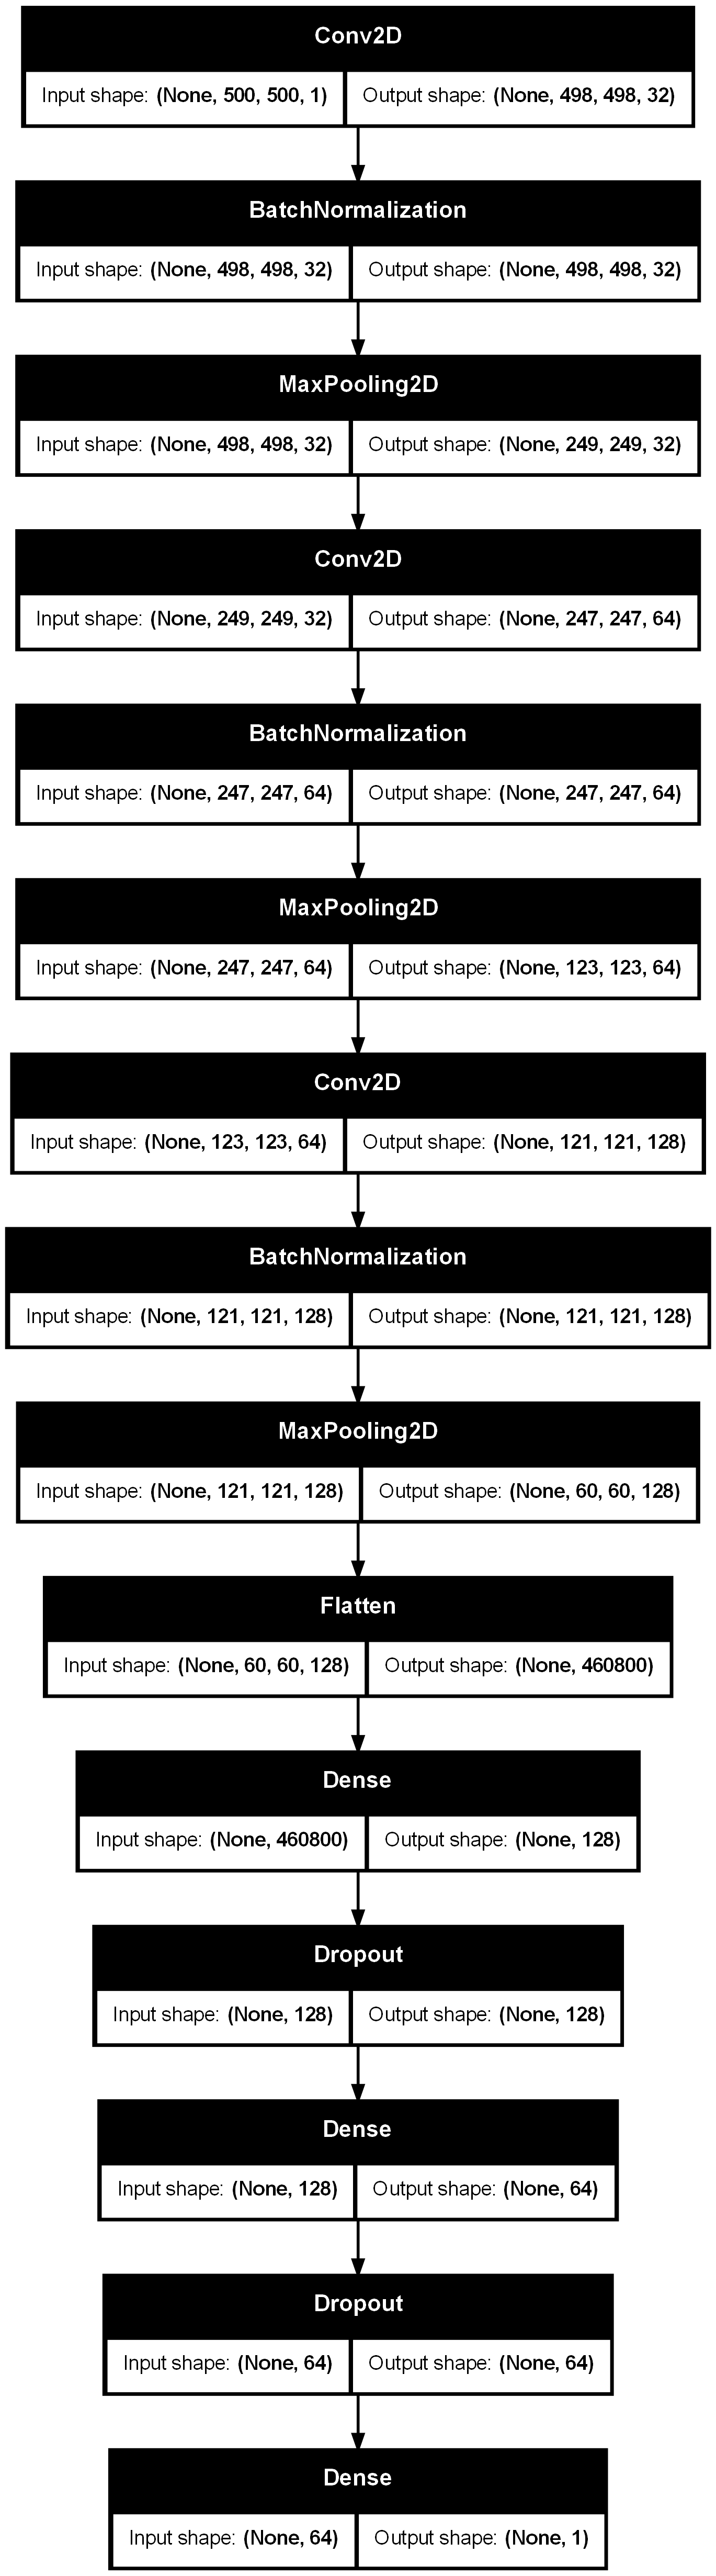 Conv2D
Input shape: (None, 500, 500, 1) Output shape: (None, 498, 498, 32)
BatchNormalization
Input shape: (None, 498, 498, 32) Output shape: (None, 498, 498, 32)
MaxPooling2D
Input shape: (None, 498, 498, 32) Output shape: (None, 249, 249, 32)
Conv2D
Input shape: (None, 249, 249, 32) Output shape: (None, 247, 247, 64)
BatchNormalization
Input shape: (None, 247, 247, 64) Output shape: (None, 247, 247, 64)
MaxPooling2D
Input shape: (None, 247, 247, 64) Output shape: (None, 123, 123, 64)
Conv2D
Input shape: (None, 123, 123, 64) Output shape: (None, 121, 121, 128)
BatchNormalization
Input shape: (None, 121, 121, 128) Output shape: (None, 121, 121, 128)
MaxPooling2D
Input shape: (None, 121, 121, 128) Output shape: (None, 60, 60, 128)
Flatten
Input shape: (None, 60, 60, 128) Output shape: (None, 460800)
Dense
Input shape: (None, 460800) Output shape: (None, 128)
Dropout
Input shape: (None, 128) Output shape: (None, 128)
Dense
Input shape: (None, 128) Output shape: (None, 64)
Dropout
Input shape: (None, 64) Output shape: (None, 64)
Dense
Input shape: (None, 64) Output shape: (None, 1)